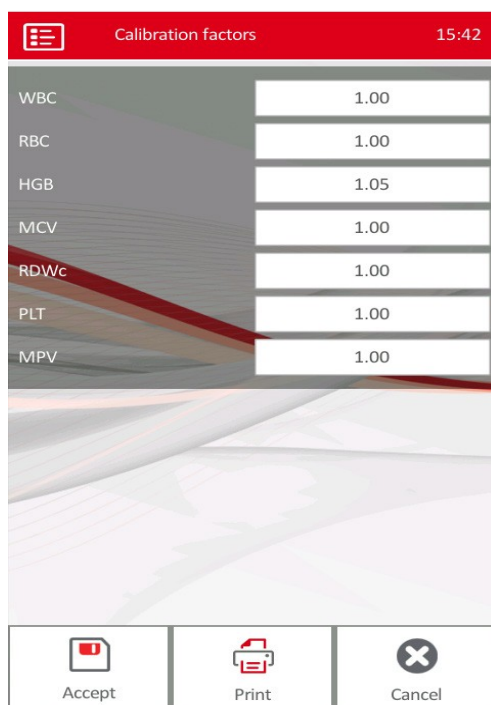 Calibration factors 15:42
WBC 1.00
RBC 1.00
HGB 1.05
MCV 1.00
RDWc 1.00
PLT 1.00
MPV 1.00
Accept Print Cancel